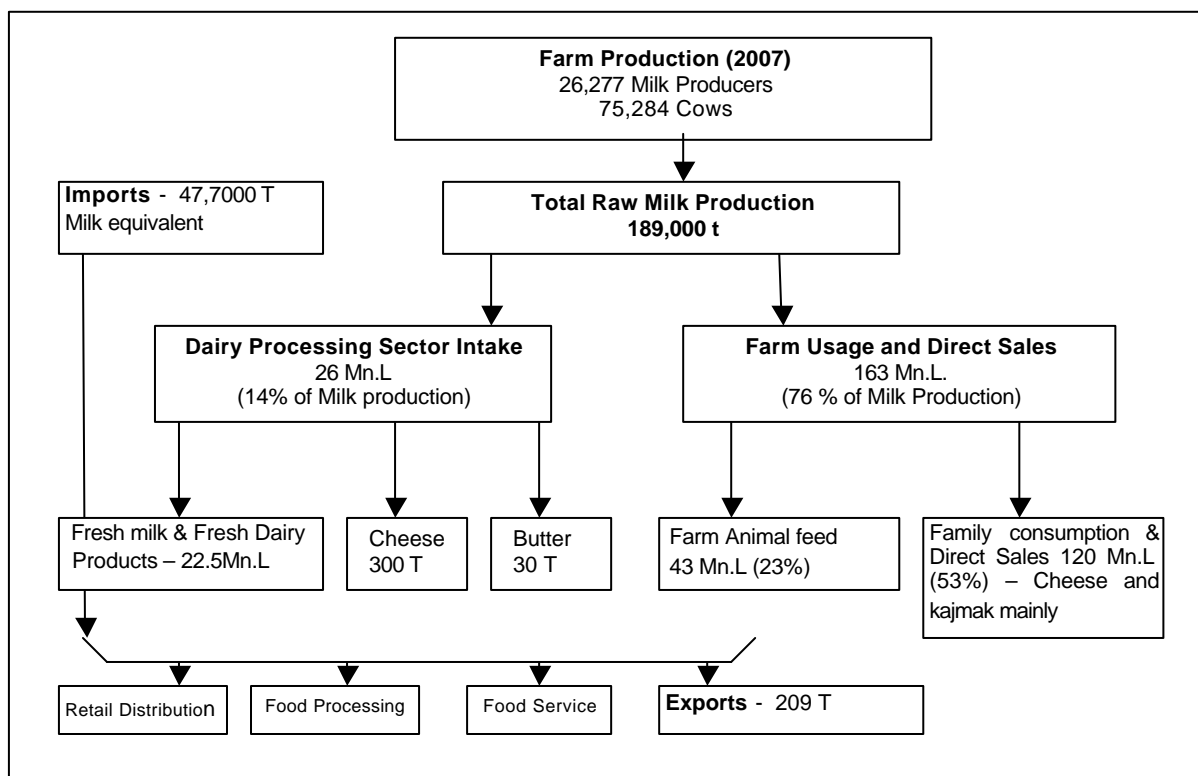 Farm Production (2007)
26,277 Milk Producers
75,284 Cows
Imports - 47,7000 T
Milk equivalent
Total Raw Milk Production
189,000 t
Dairy Processing Sector Intake
26 Mn.L
(14% of Milk production)
Farm Usage and Direct Sales
163 Mn.L.
(76 % of Milk Production)
Fresh milk & Fresh Dairy
Products – 22.5Mn.L
Cheese
300 T
Butter
30 T
Farm Animal feed
43 Mn.L (23%)
Family consumption &
Direct Sales 120 Mn.L
(53%) – Cheese and
kajmak mainly
Retail Distribution
Food Processing
Food Service
Exports - 209 T